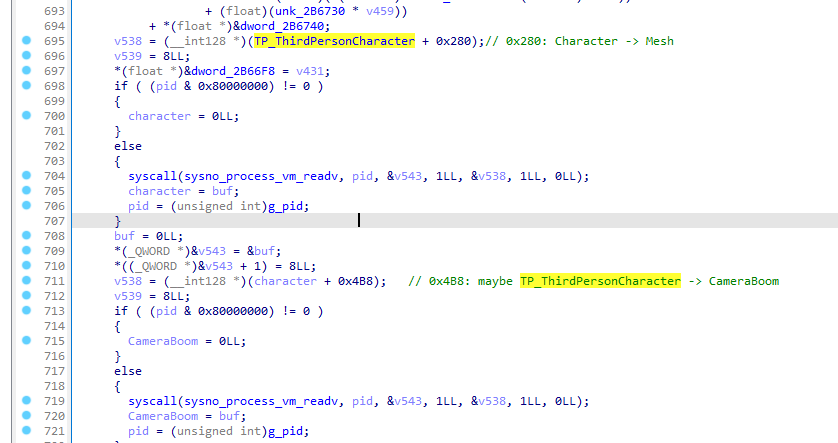 693 + (float)(unk_2B6730 * v459))
694 + *(float *)&dword_2B6740;
695 v538 = (__int128 *)(TP_ThirdPersonCharacter + 0x280);// 0x280: Character -> Mesh
696 v539 = 8LL;
697 *(float *)&dword_2B66F8 = v431;
698 if ( (pid & 0x80000000) != 0 )
699 {
700 character = 0LL;
701 }
702 else
703 {
704 syscall(sysno_process_vm_readv, pid, &v543, 1LL, &v538, 1LL, 0LL);
705 character = buf;
706 pid = (unsigned int)g_pid;
707 }
708 buf = 0LL;
709 *(_QWORD *)&v543 = &buf;
710 *((_QWORD *)&v543 + 1) = 8LL;
711 v538 = (__int128 *)(character + 0x4B8); // 0x4B8: maybe TP_ThirdPersonCharacter -> CameraBoom
712 v539 = 8LL;
713 if ( (pid & 0x80000000) != 0 )
714 {
715 CameraBoom = 0LL;
716 }
717 else
718 {
719 syscall(sysno_process_vm_readv, pid, &v543, 1LL, &v538, 1LL, 0LL);
720 CameraBoom = buf;
721 pid = (unsigned int)g_pid;